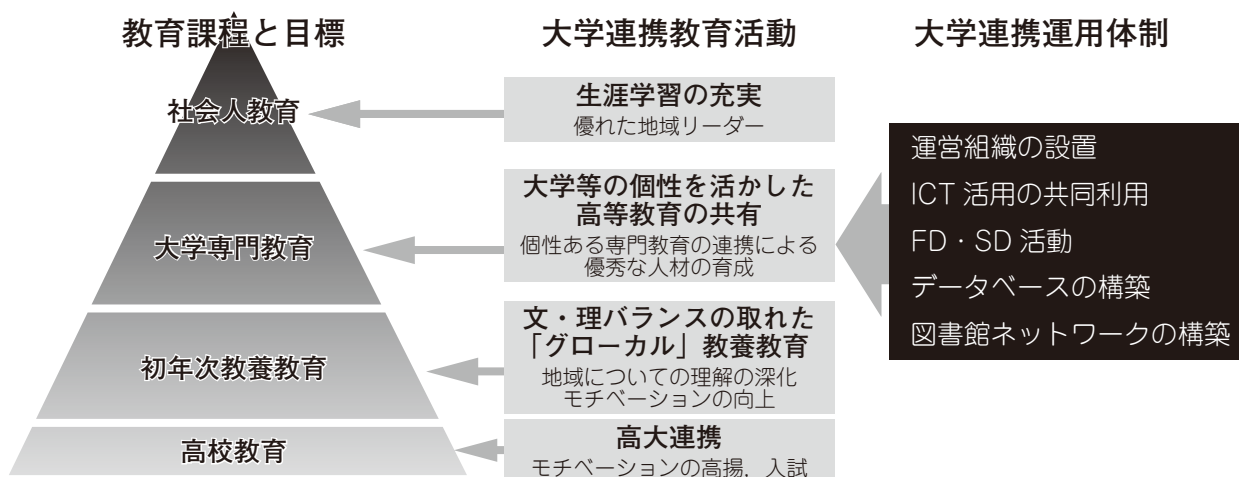 教育課程と目標
大学連携教育活動
大学連携運用体制
社会人教育
大学専門教育
初年次教養教育
高校教育
生涯学習の充実
優れた地域リーダー
大学等の個性を活かした
高等教育の共有
個性ある専門教育の連携による
優秀な人材の育成
文・理バランスの取れた
「グローカル」教養教育
地域についての理解の深化
モチベーションの向上
高大連携
モチベーションの高揚，入試
運営組織の設置
ICT 活用の共同利用
FD・SD 活動
データベースの構築
図書館ネットワークの構築